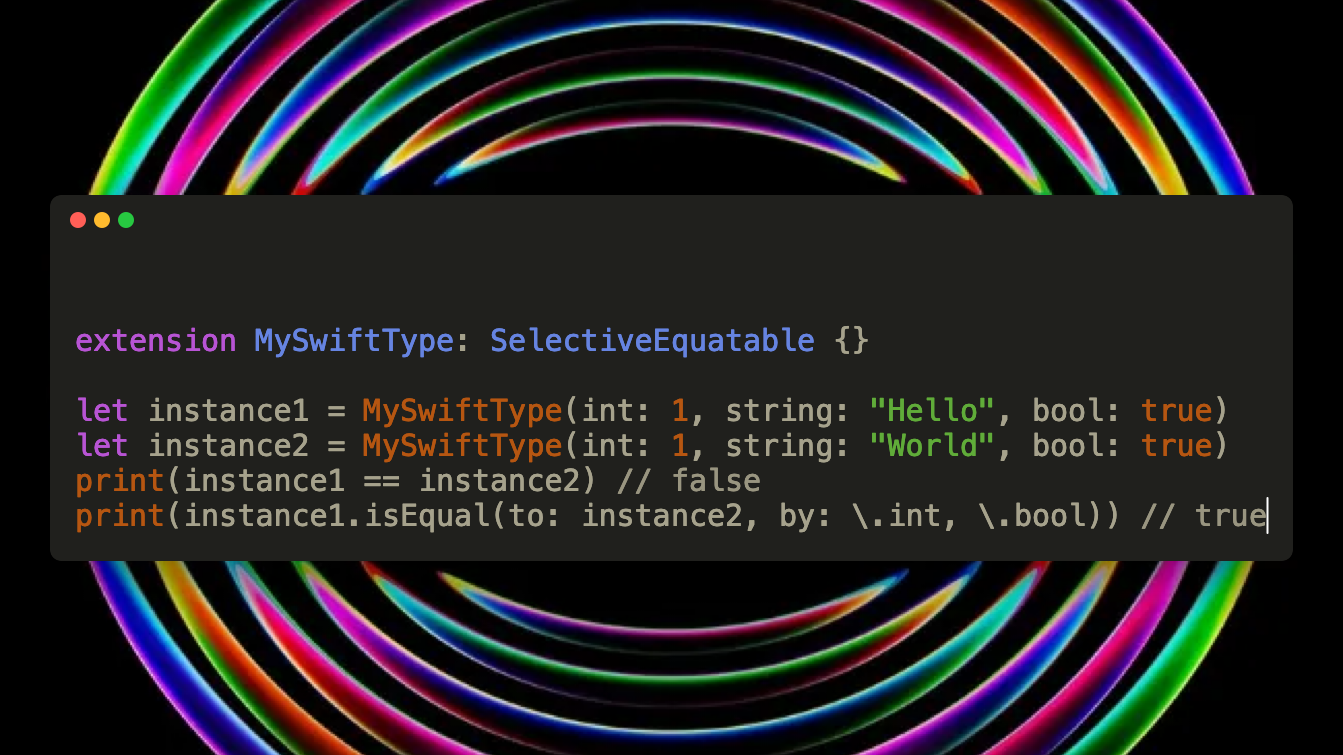 extension MySwiftType: SelectiveEquatable {}
let instance1 = MySwiftType(int: 1, string: "Hello", bool: true)
let instance2 = MySwiftType(int: 1, string: "World", bool: true)
print(instance1 == instance2) // false
print(instance1.isEqual(to: instance2, by: \.int, \.bool)) // true